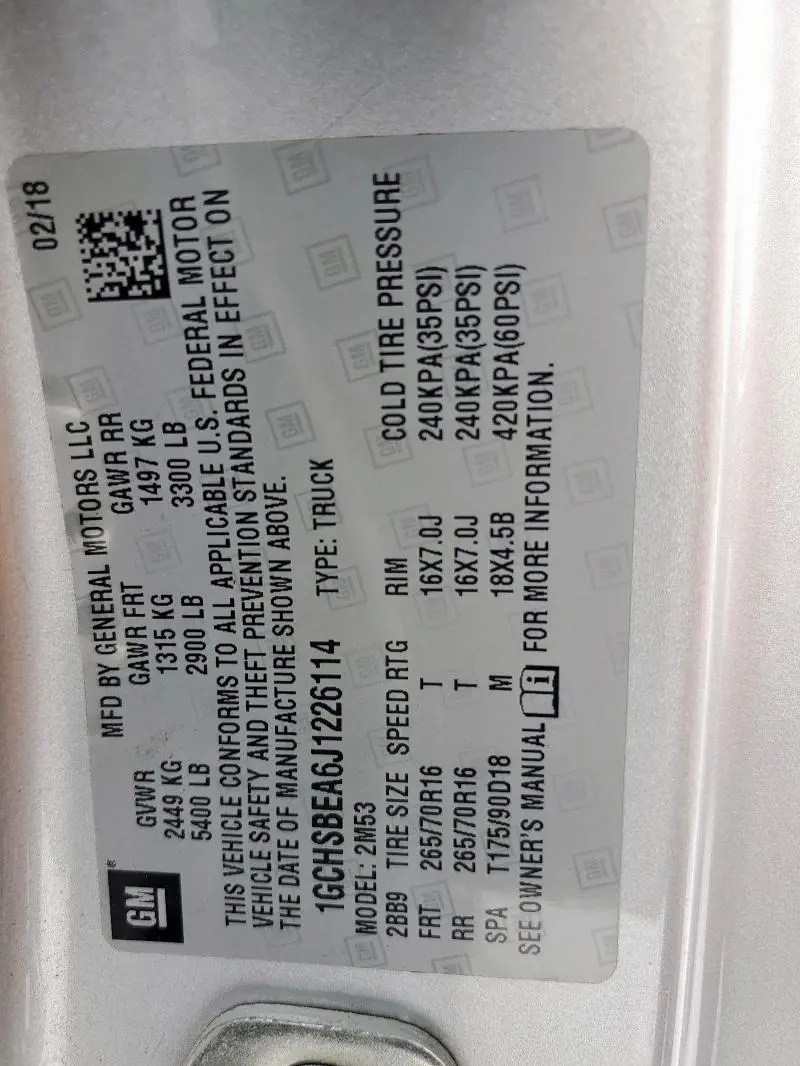 GM®
MFD BY GENERAL MOTORS LLC 02/18
GVWR GAWR FRT GAWR RR
2449 KG 1315 KG 1497 KG
5400 LB 2900 LB 3300 LB
THIS VEHICLE CONFORMS TO ALL APPLICABLE U.S. FEDERAL MOTOR
VEHICLE SAFETY AND THEFT PREVENTION STANDARDS IN EFFECT ON
THE DATE OF MANUFACTURE SHOWN ABOVE.
1GCHSBEA6J1226114 TYPE: TRUCK
MODEL: 2M53
2BB9 TIRE SIZE SPEED RTG RIM COLD TIRE PRESSURE
FRT 265/70R16 T 16X7.0J 240KPA(35PSI)
RR 265/70R16 T 16X7.0J 240KPA(35PSI)
SPA T175/90D18 M 18X4.5B 420KPA(60PSI)
SEE OWNER'S MANUAL i FOR MORE INFORMATION.